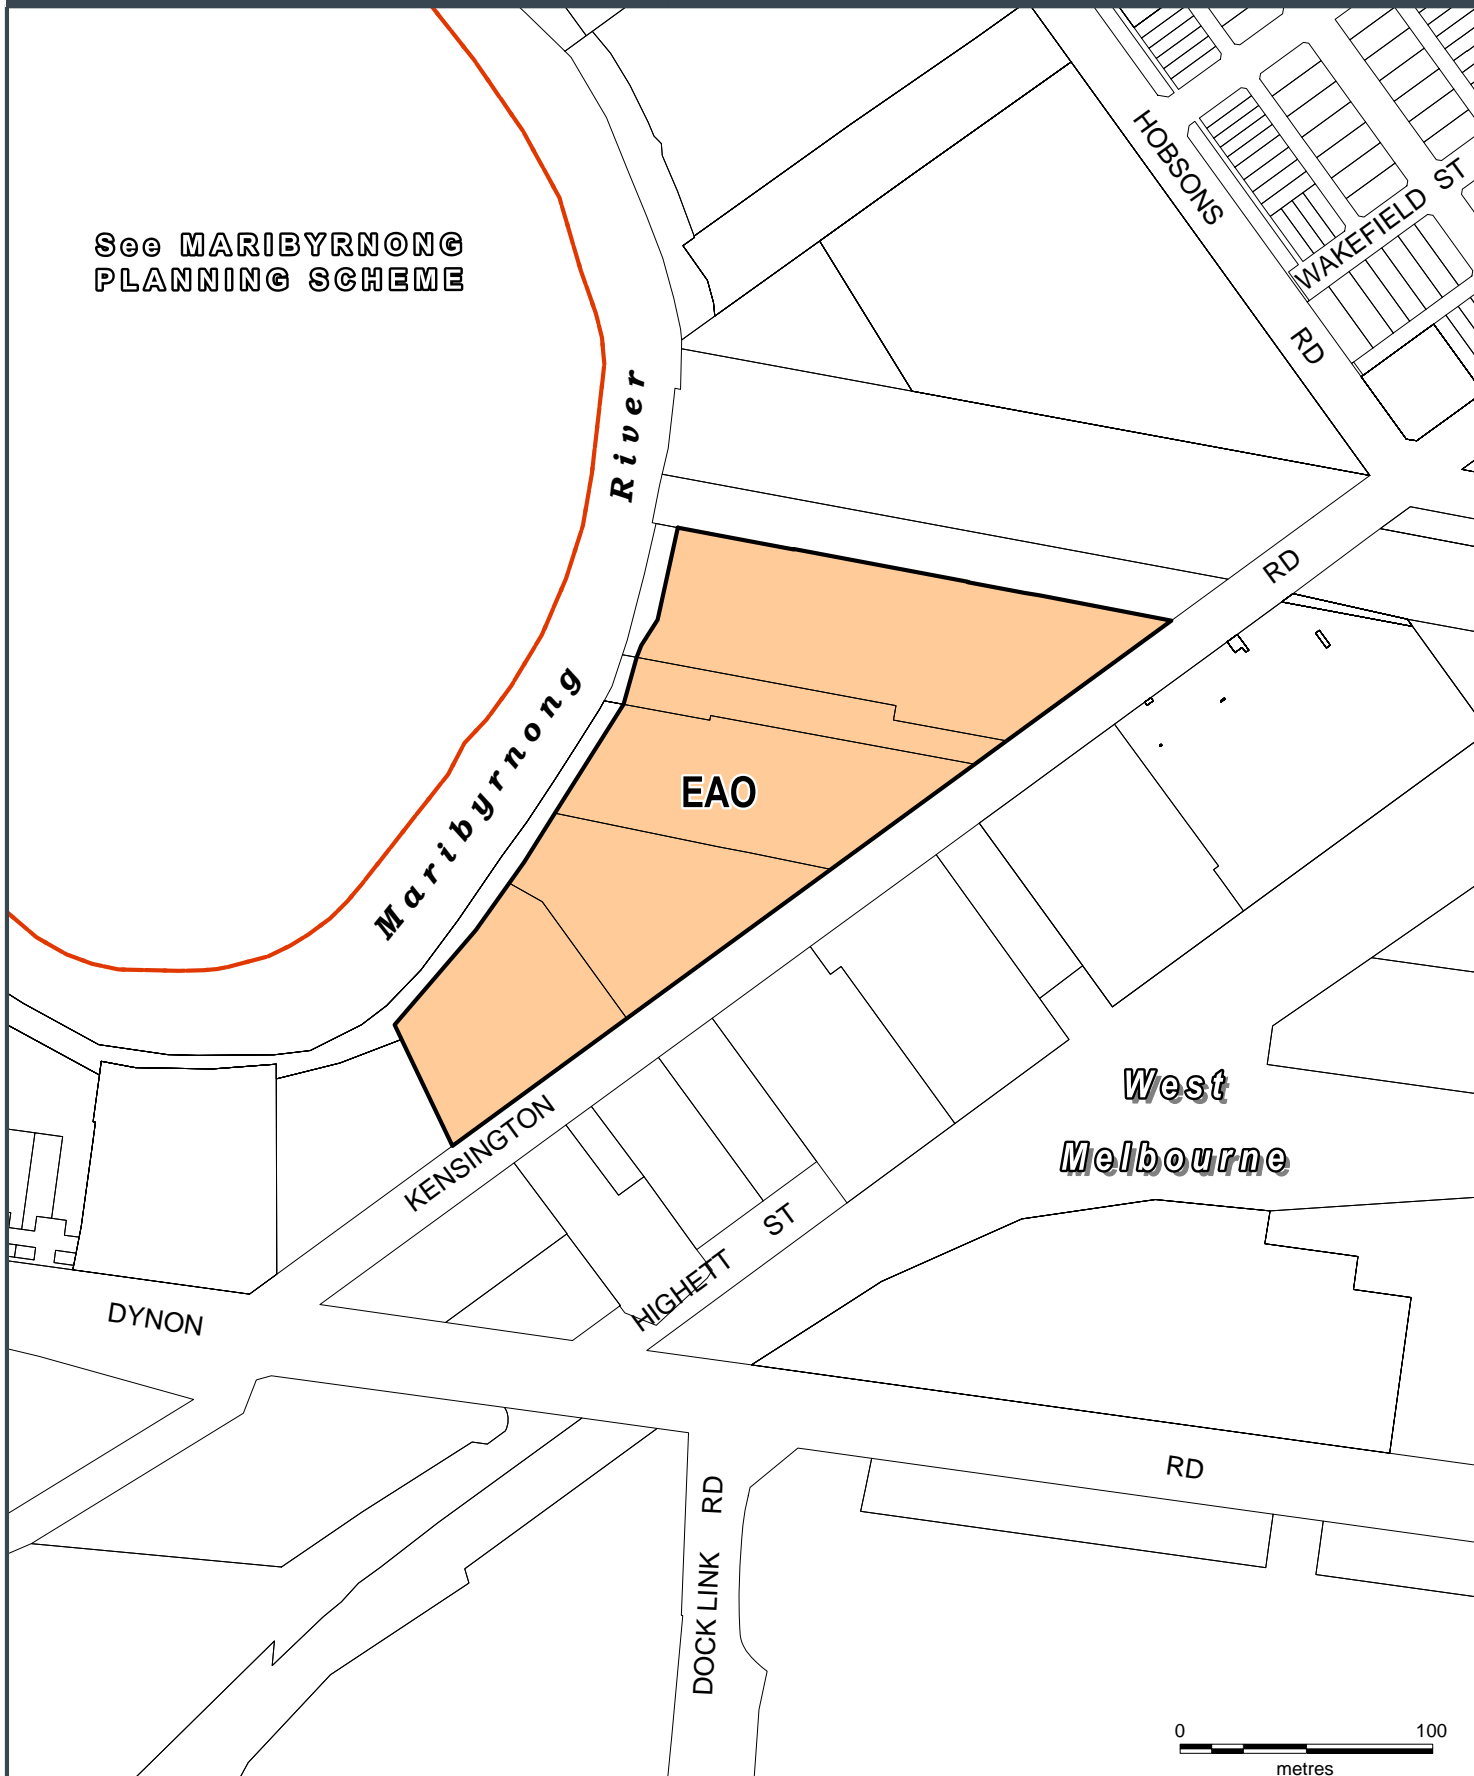 HOBSONS
RD
WAKEFIELD ST
See MARIBYRNONG
PLANNING SCHEME
Maribyrnong River
RD
EAO
West
Melbourne
KENSINGTON
HIGHETT ST
DYNON
RD
DOCK LINK RD
0 100
metres